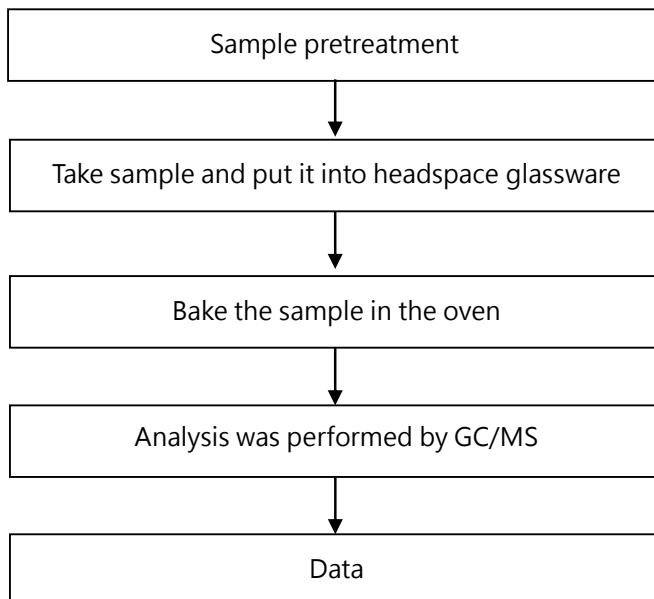 Sample pretreatment
Take sample and put it into headspace glassware
Bake the sample in the oven
Analysis was performed by GC/MS
Data